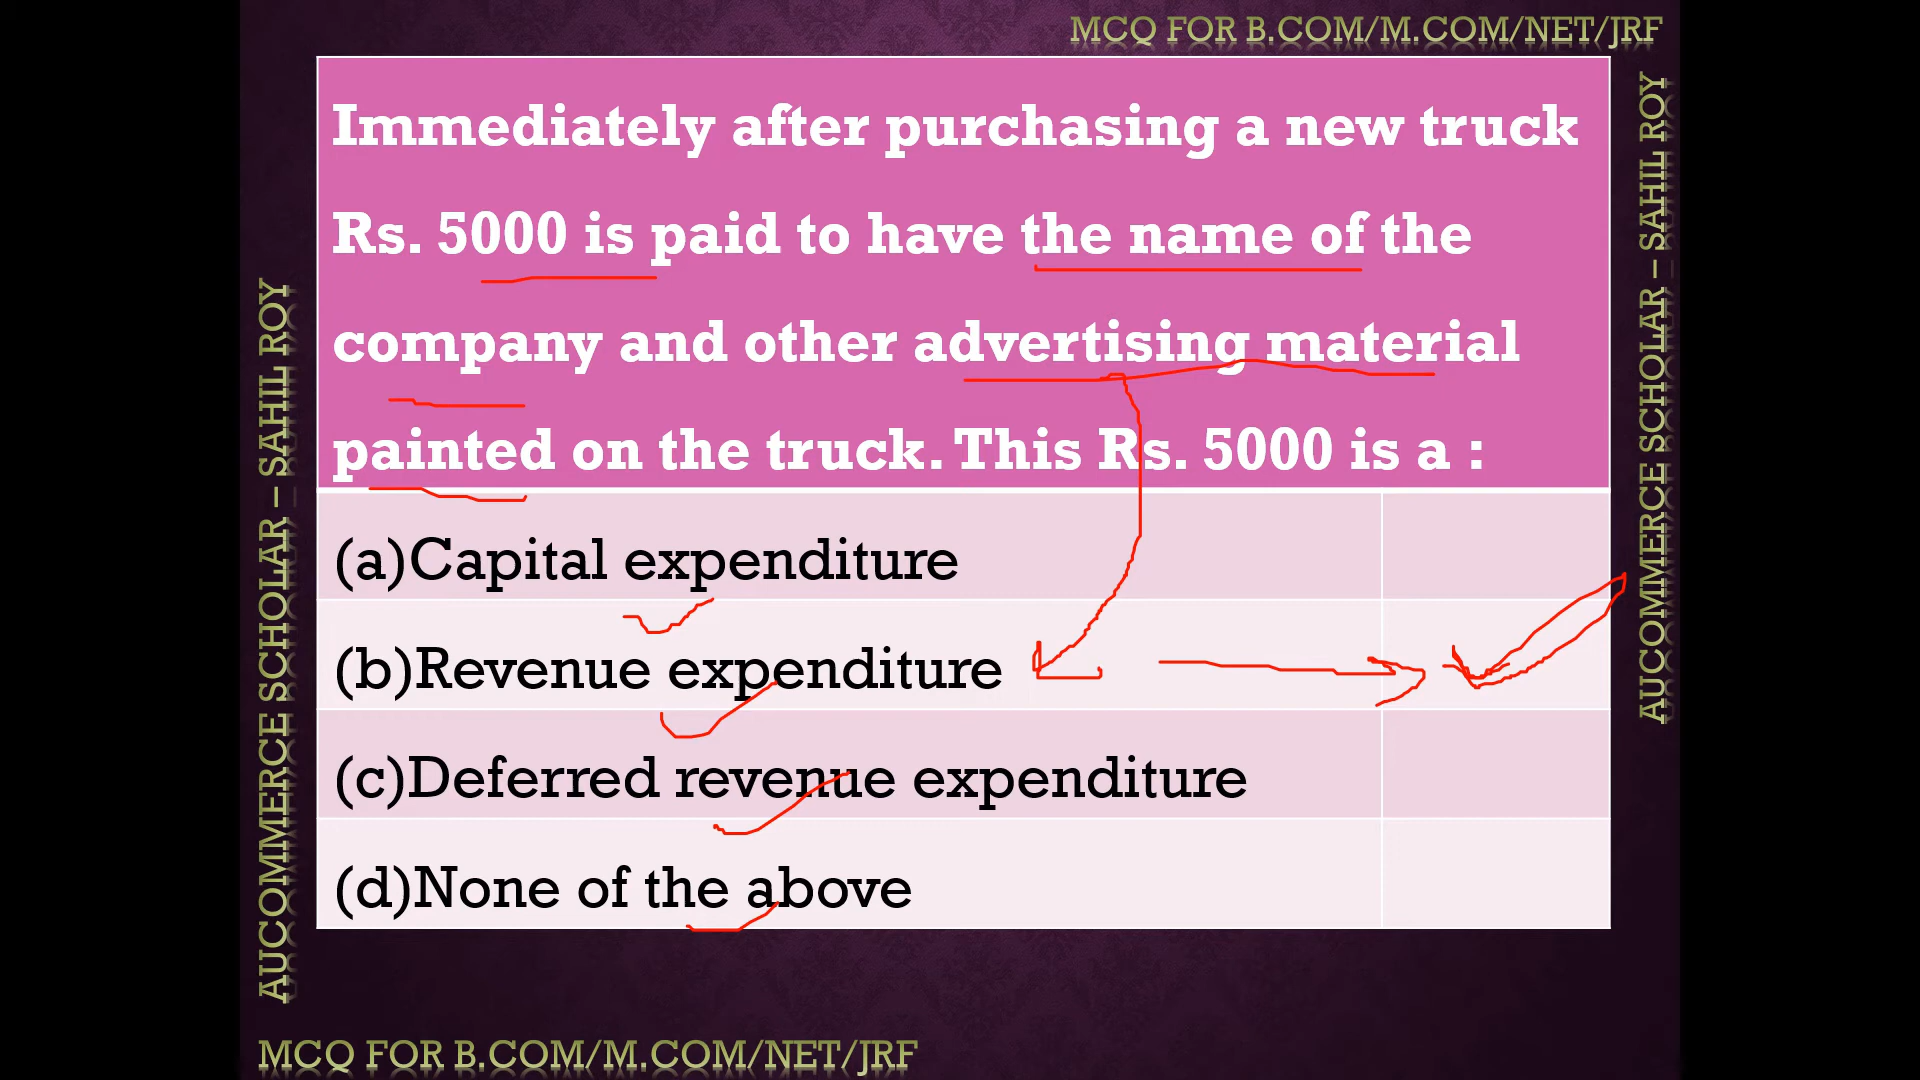 MCQ FOR B.COM/M.COM/NET/JRF
Immediately after purchasing a new truck
Rs. 5000 is paid to have the name of the
company and other advertising material
painted on the truck. This Rs. 5000 is a :
(a)Capital expenditure
(b)Revenue expenditure
(c)Deferred revenue expenditure
(d)None of the above
AUCOMMERCE SCHOLAR – SAHIL ROY
AUCOMMERCE SCHOLAR – SAHIL ROY
MCQ FOR B.COM/M.COM/NET/JRF